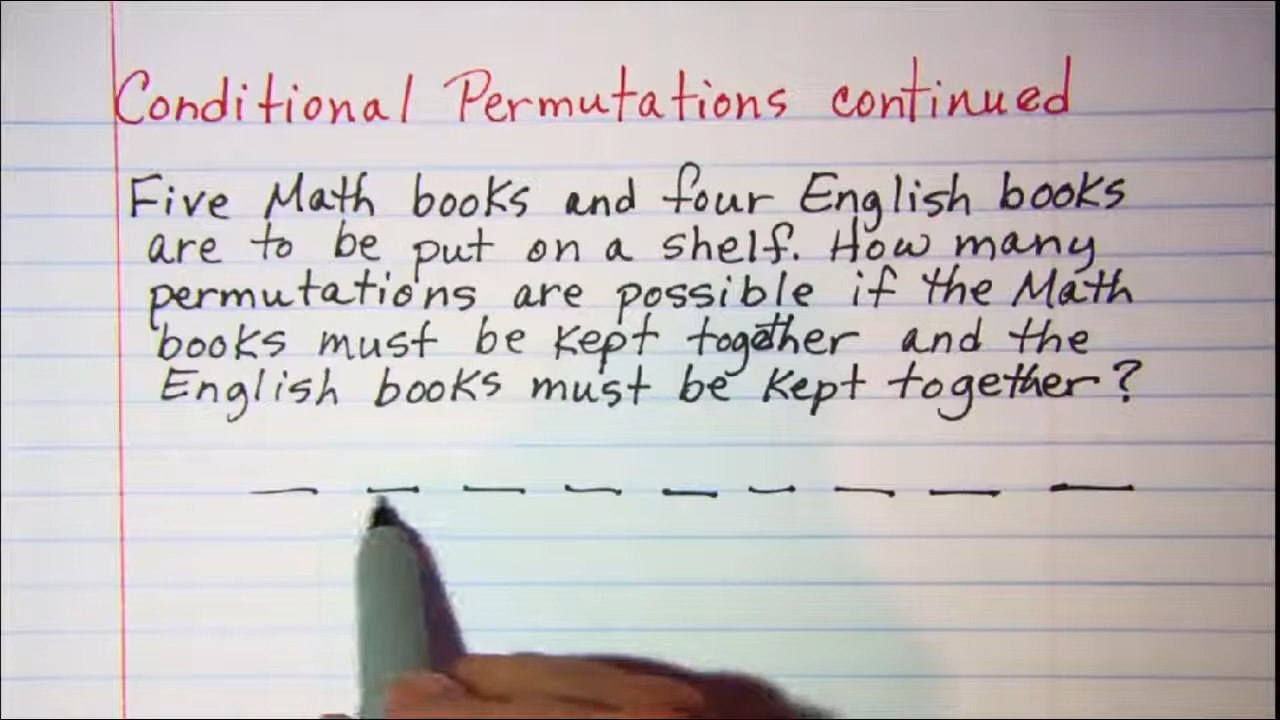 Conditional Permutations continued
Five Math books and four English books
are to be put on a shelf. How many
permutations are possible if the Math
books must be kept together and the
English books must be kept together?